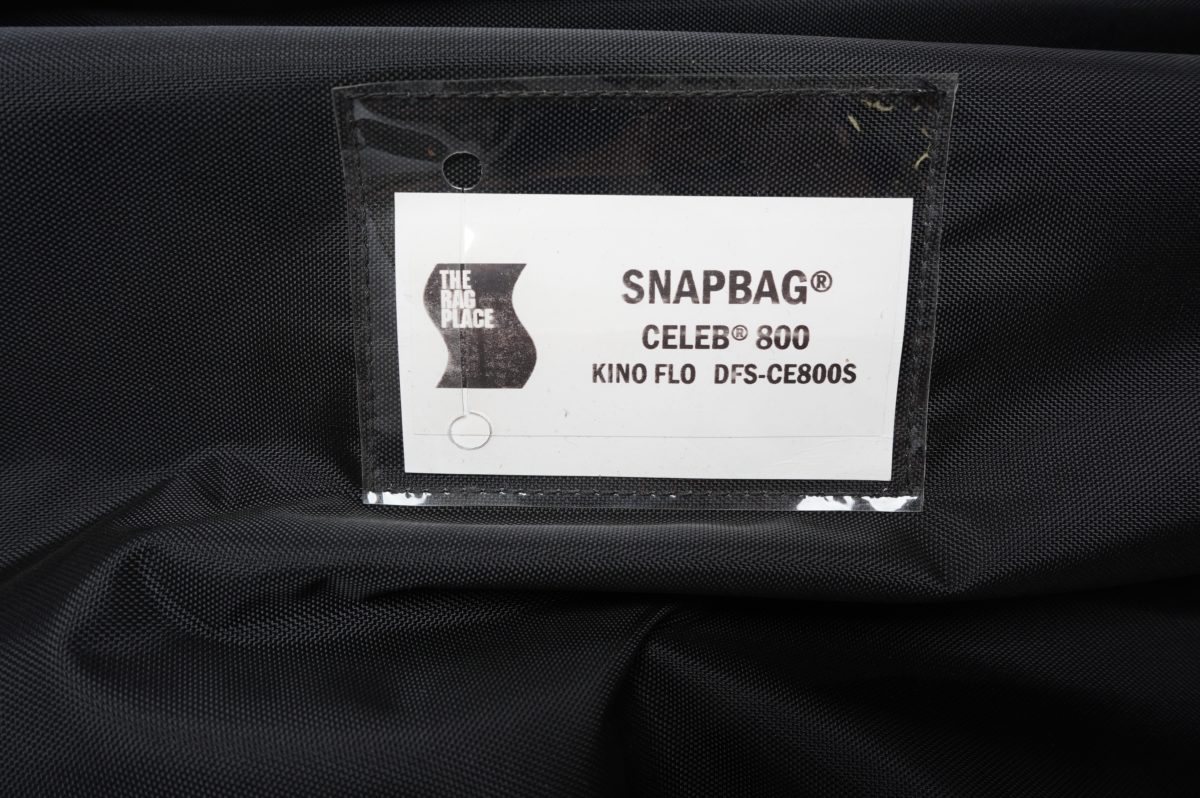 THE
BAG
PLACE
SNAPBAG®
CELEB® 800
KINO FLO DFS-CE800S